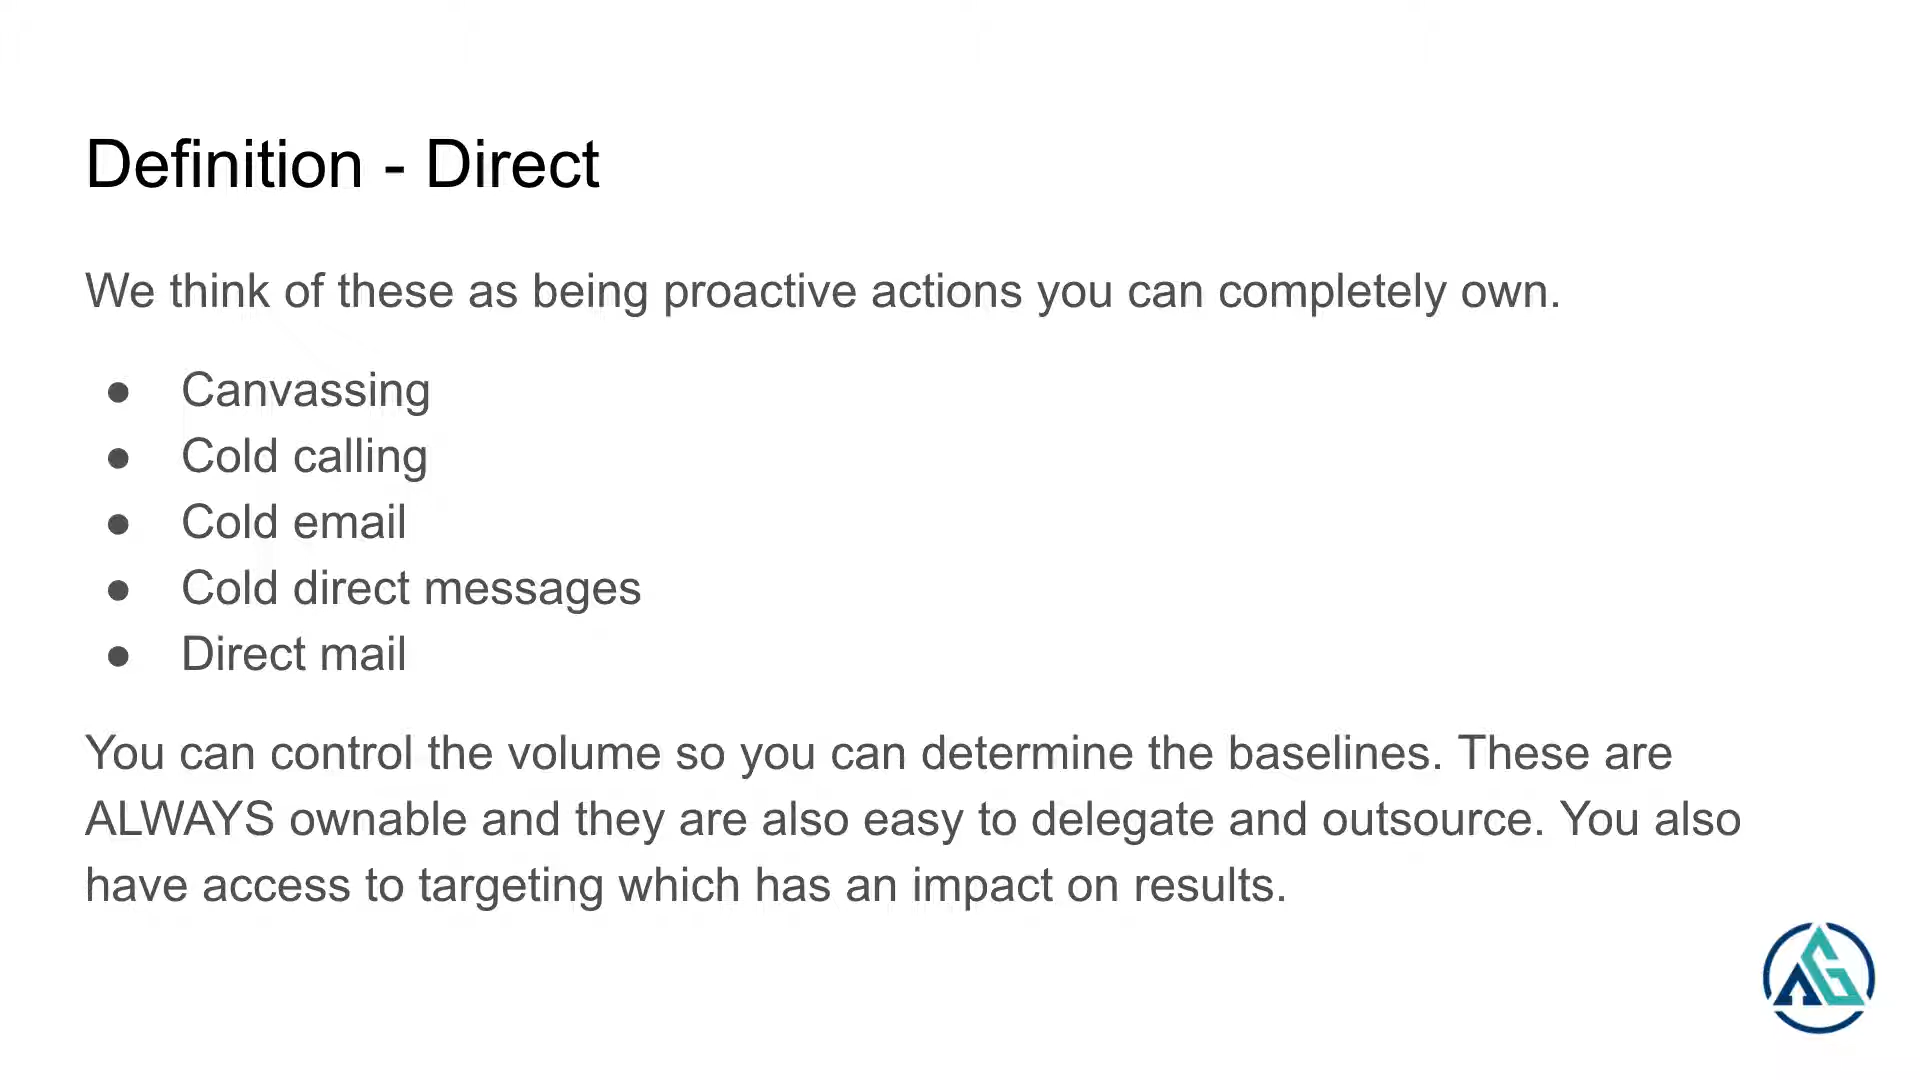 Definition - Direct
We think of these as being proactive actions you can completely own.
● Canvassing
● Cold calling
● Cold email
● Cold direct messages
● Direct mail
You can control the volume so you can determine the baselines. These are
ALWAYS ownable and they are also easy to delegate and outsource. You also
have access to targeting which has an impact on results.
AG